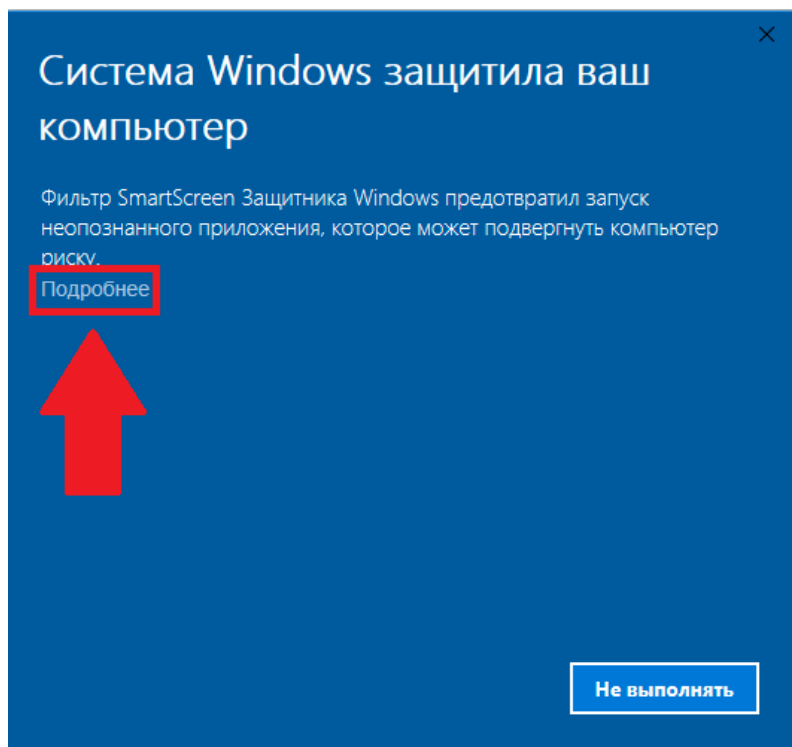 Система Windows защитила ваш
компьютер
Фильтр SmartScreen Защитника Windows предотвратил запуск
неопознанного приложения, которое может подвергнуть компьютер
риску.
Подробнее
Не выполнять